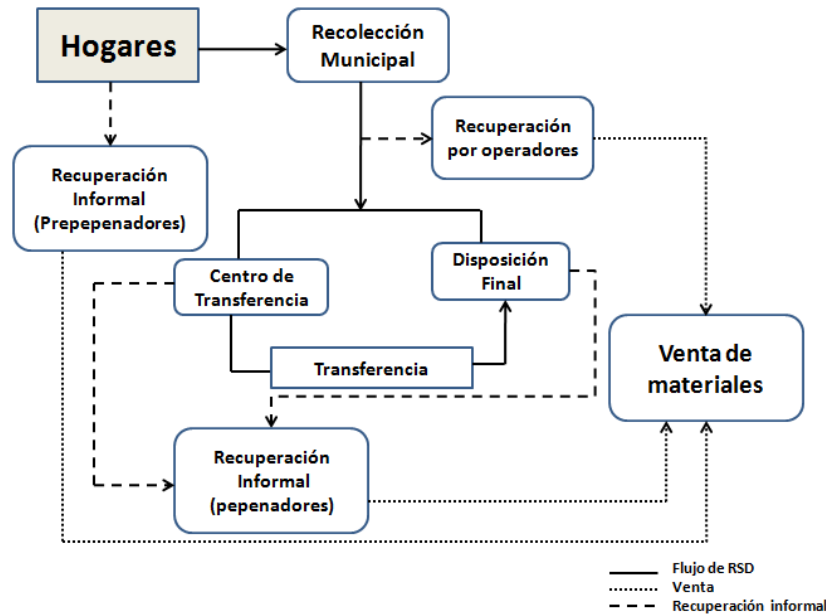 Hogares
Recolección
Municipal
Recuperación
por operadores
Recuperación
Informal
(Prepepenadores)
Centro de
Transferencia
Disposición
Final
Transferencia
Venta de
materiales
Recuperación
Informal
(pepenadores)
Flujo de RSD
Venta
Recuperación informal